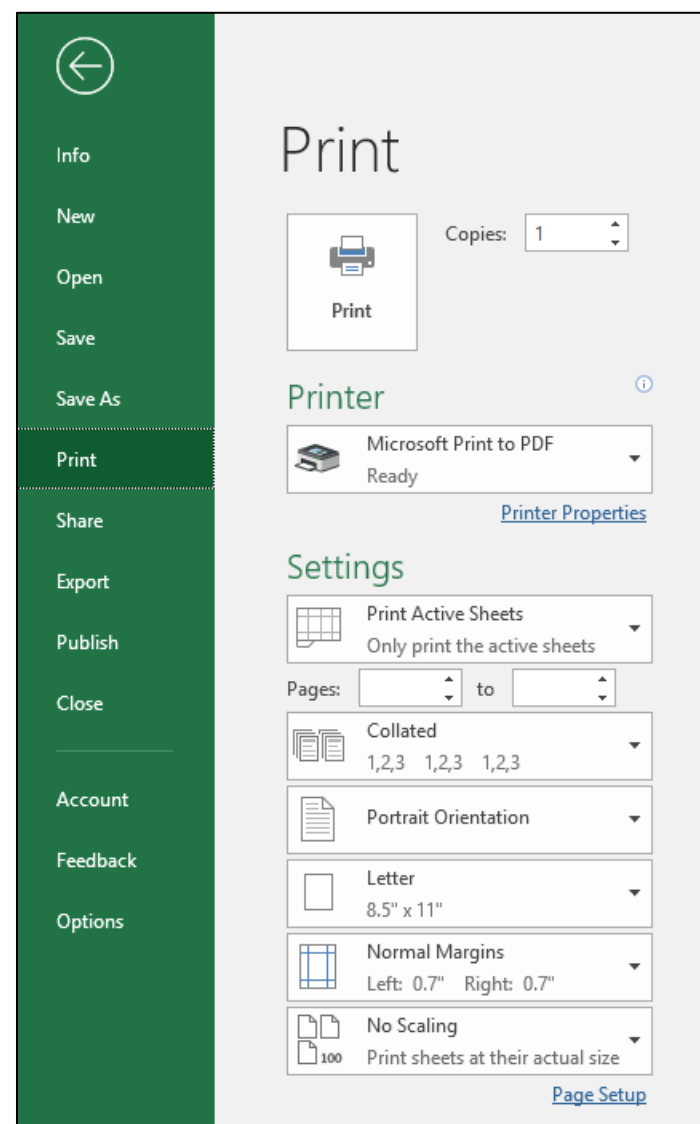 Info
New
Open
Save
Save As
Print
Share
Export
Publish
Close
Account
Feedback
Options
Print
Copies: 1
Print
Printer
Microsoft Print to PDF
Ready
Printer Properties
Settings
Print Active Sheets
Only print the active sheets
Pages: to
Collated
1,2,3 1,2,3 1,2,3
Portrait Orientation
Letter
8.5" x 11"
Normal Margins
Left: 0.7" Right: 0.7"
No Scaling
100 Print sheets at their actual size
Page Setup